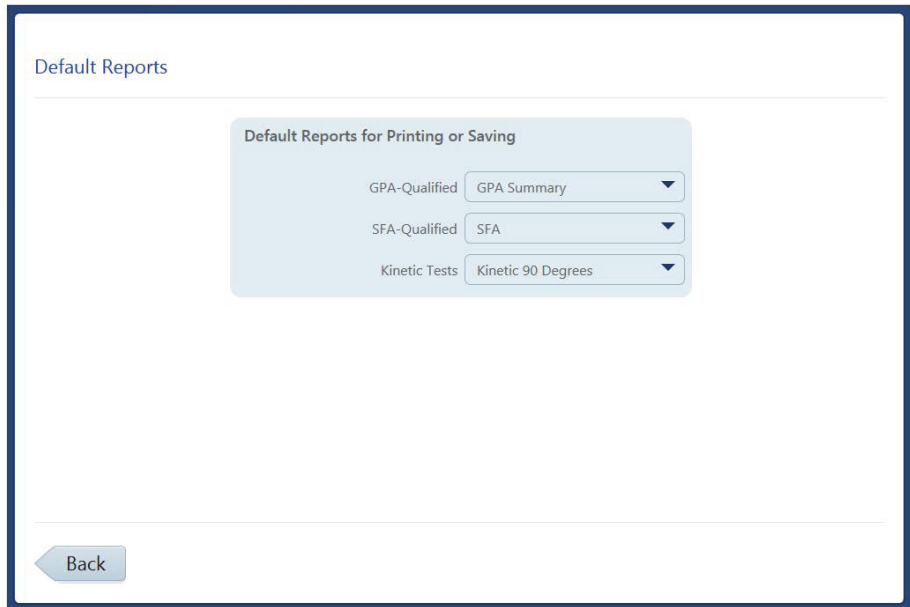 Default Reports
Default Reports for Printing or Saving
GPA-Qualified GPA Summary
SFA-Qualified SFA
Kinetic Tests Kinetic 90 Degrees
Back